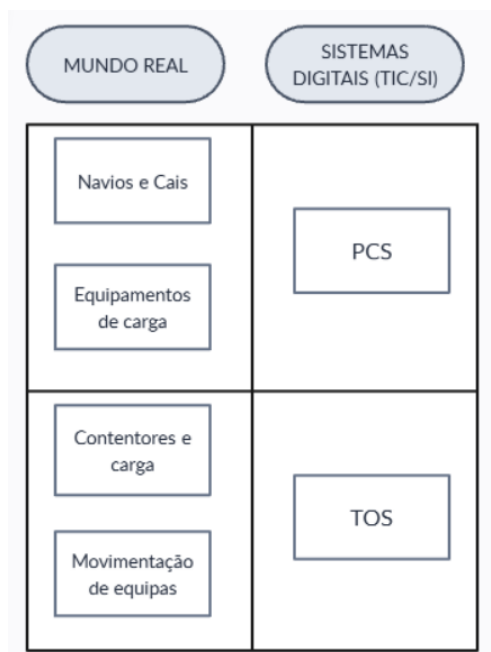 MUNDO REAL
SISTEMAS
DIGITAIS (TIC/SI)
Navios e Cais
PCS
Equipamentos
de carga
Contentores e
carga
TOS
Movimentação
de equipas